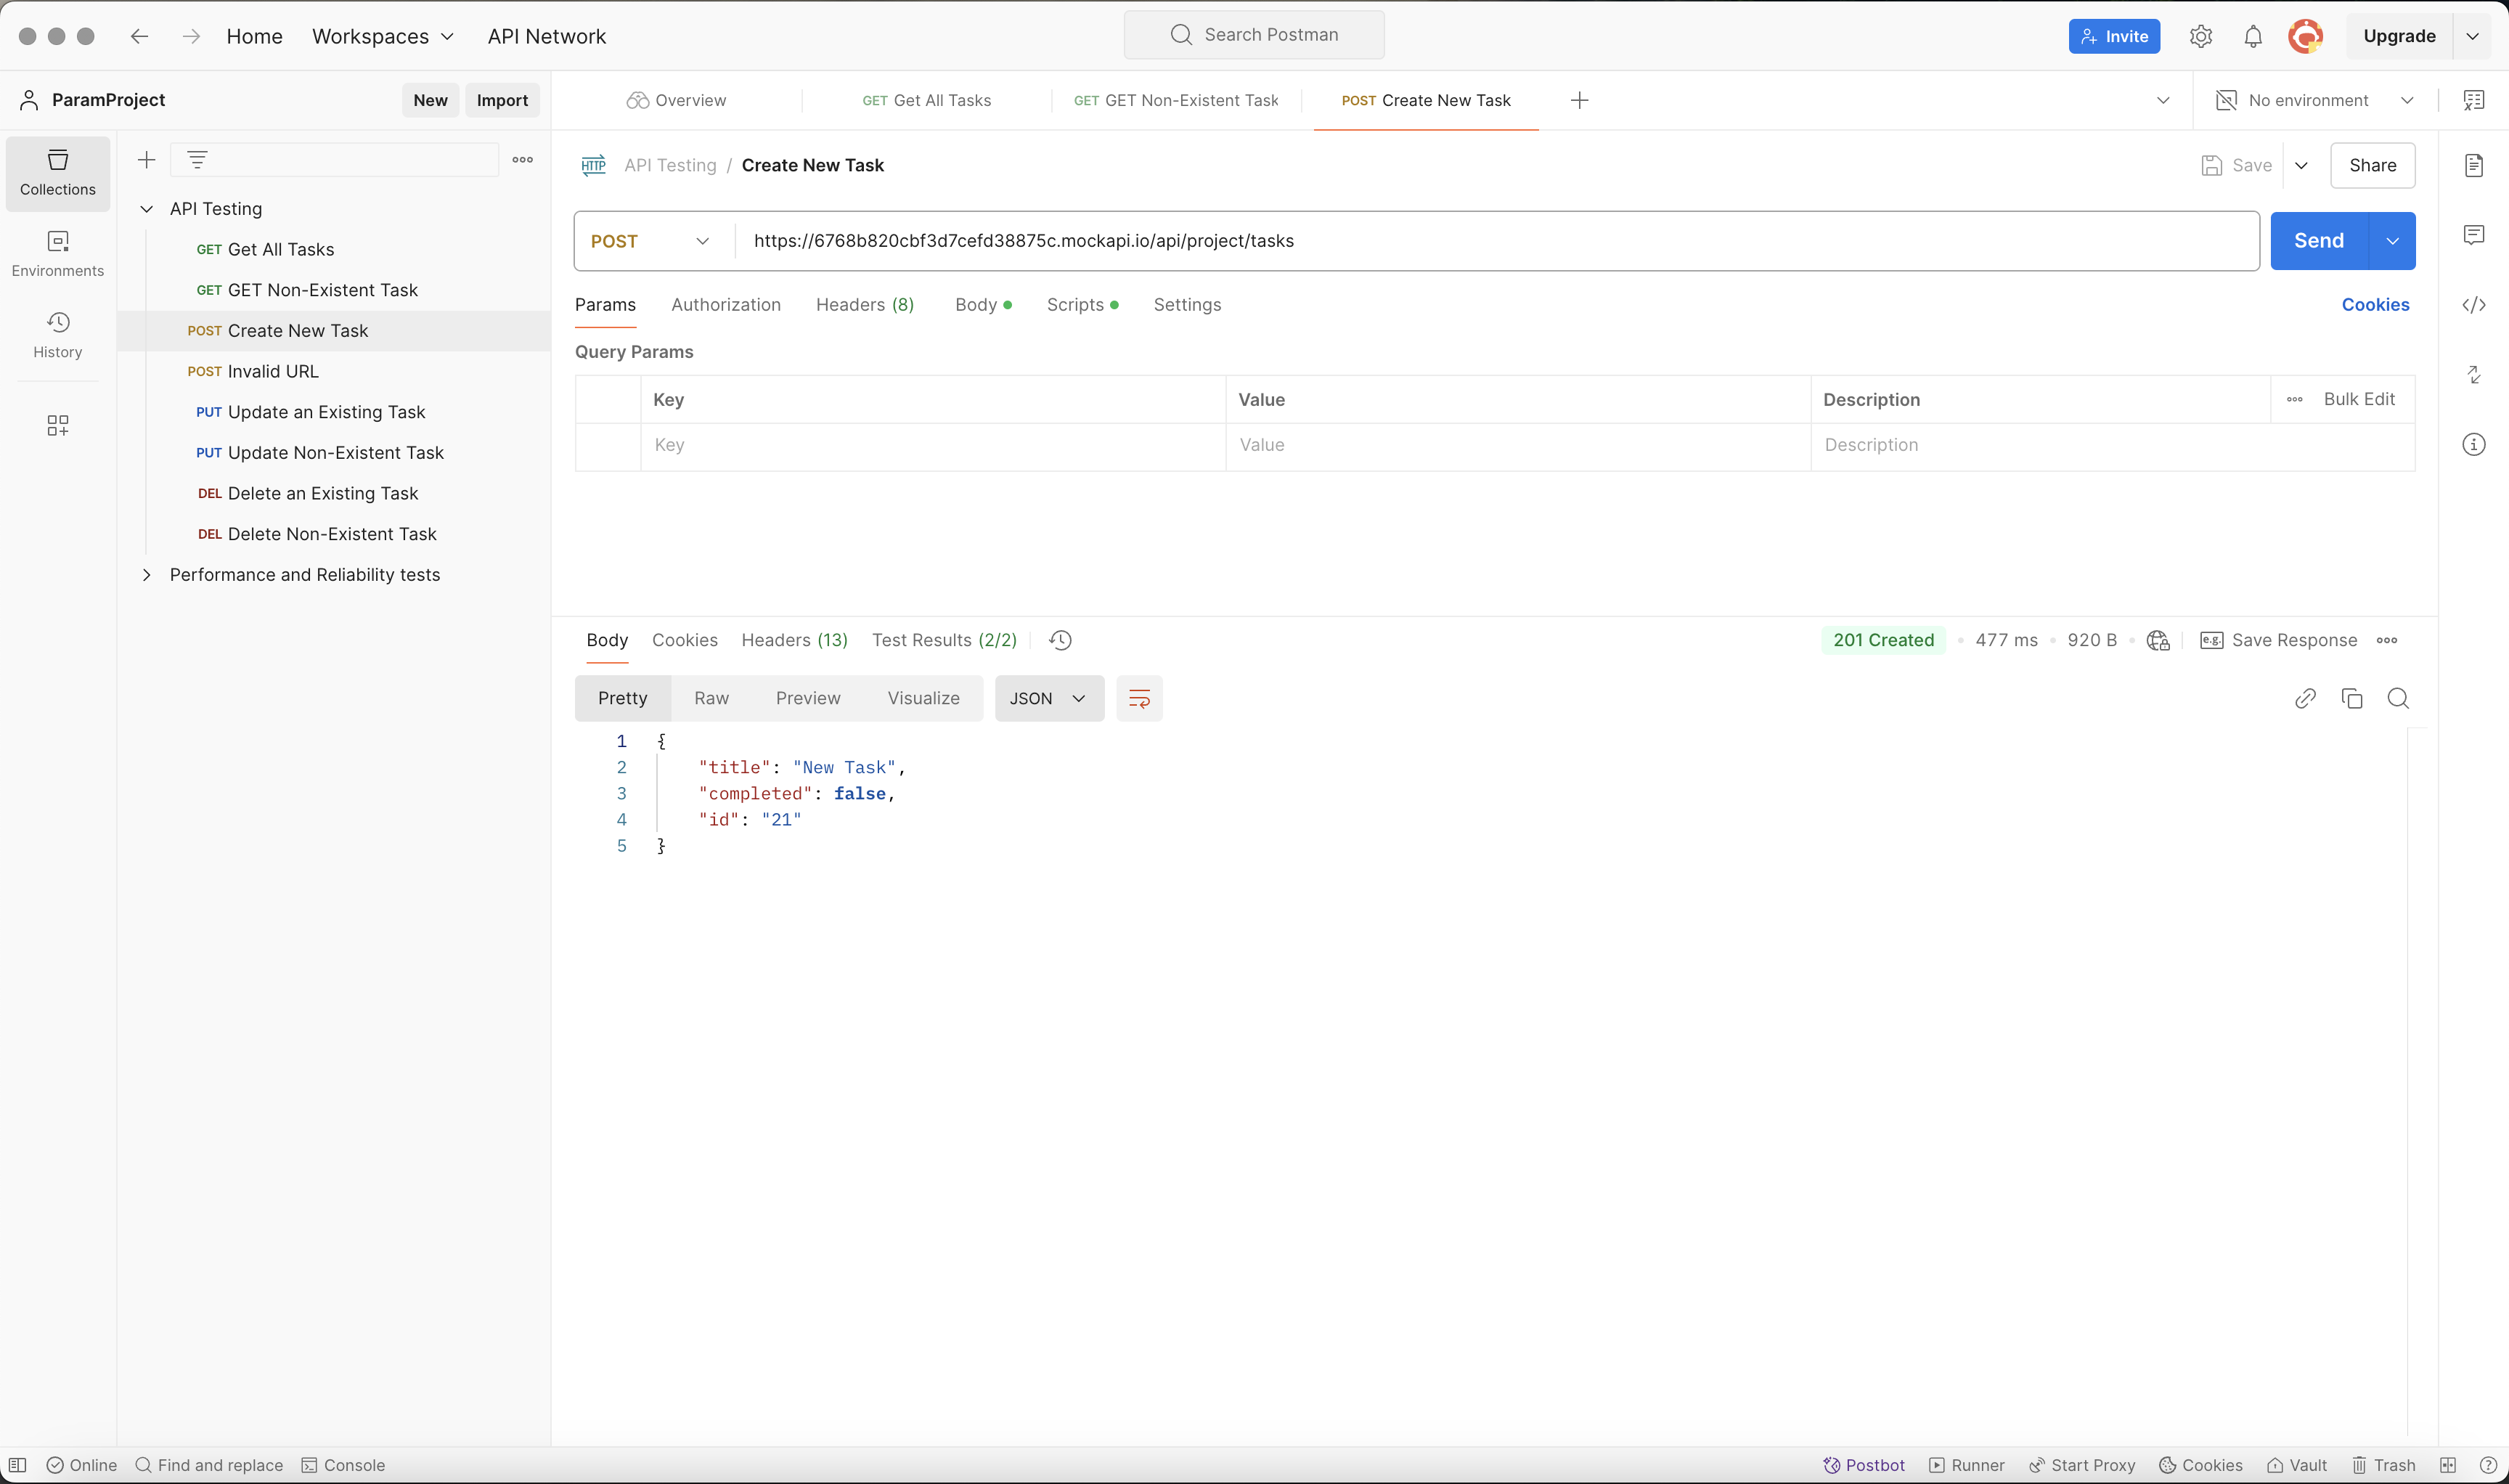 Home Workspaces API Network Search Postman Invite Upgrade
ParamProject New Import Overview GET Get All Tasks GET GET Non-Existent Task POST Create New Task No environment
Collections
Environments
History
API Testing
GET Get All Tasks
GET GET Non-Existent Task
POST Create New Task
POST Invalid URL
PUT Update an Existing Task
PUT Update Non-Existent Task
DEL Delete an Existing Task
DEL Delete Non-Existent Task
Performance and Reliability tests
HTTP API Testing / Create New Task Save Share
POST https://6768b820cbf3d7cefd38875c.mockapi.io/api/project/tasks Send
Params Authorization Headers (8) Body Scripts Settings Cookies
Query Params
Key Value Description Bulk Edit
Key Value Description
Body Cookies Headers (13) Test Results (2/2) 201 Created 477 ms 920 B e.g. Save Response
Pretty Raw Preview Visualize JSON
1 {
2 "title": "New Task",
3 "completed": false,
4 "id": "21"
5 }
Online Find and replace Console Postbot Runner Start Proxy Cookies Vault Trash